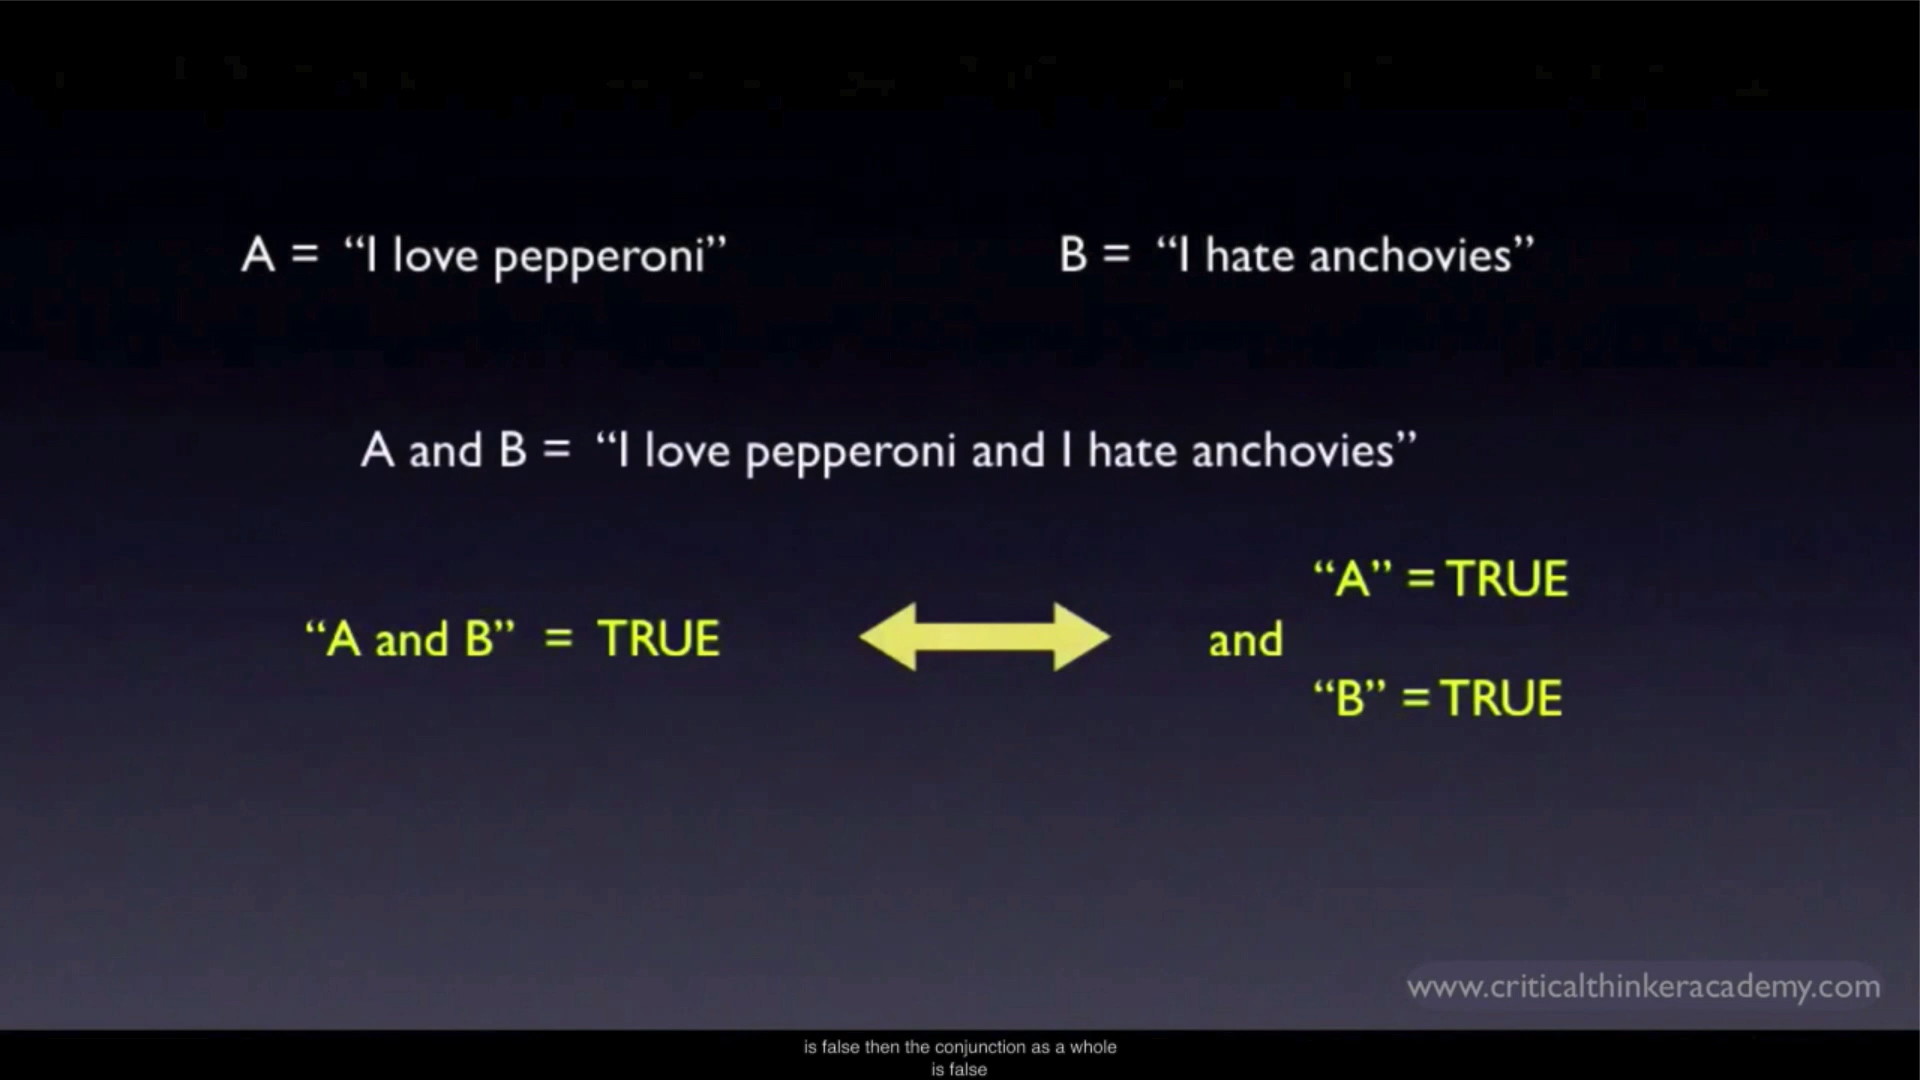 A = “I love pepperoni”
B = “I hate anchovies”
A and B = “I love pepperoni and I hate anchovies”
“A and B” = TRUE
“A” = TRUE
and
“B” = TRUE
www.criticalthinkeracademy.com
is false then the conjunction as a whole
is false